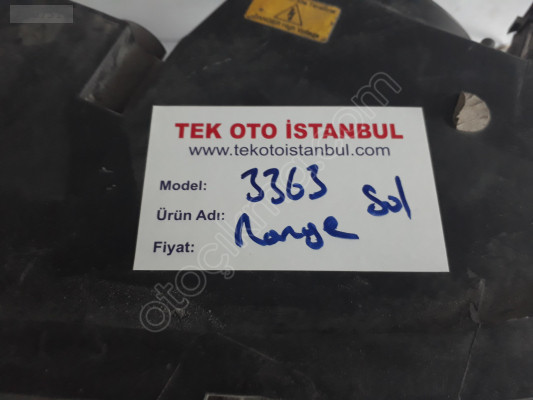 TEK OTO İSTANBUL
www.tekotoistanbul.com
Model: 3363
Sol
Ürün Adı: Range
Fiyat: